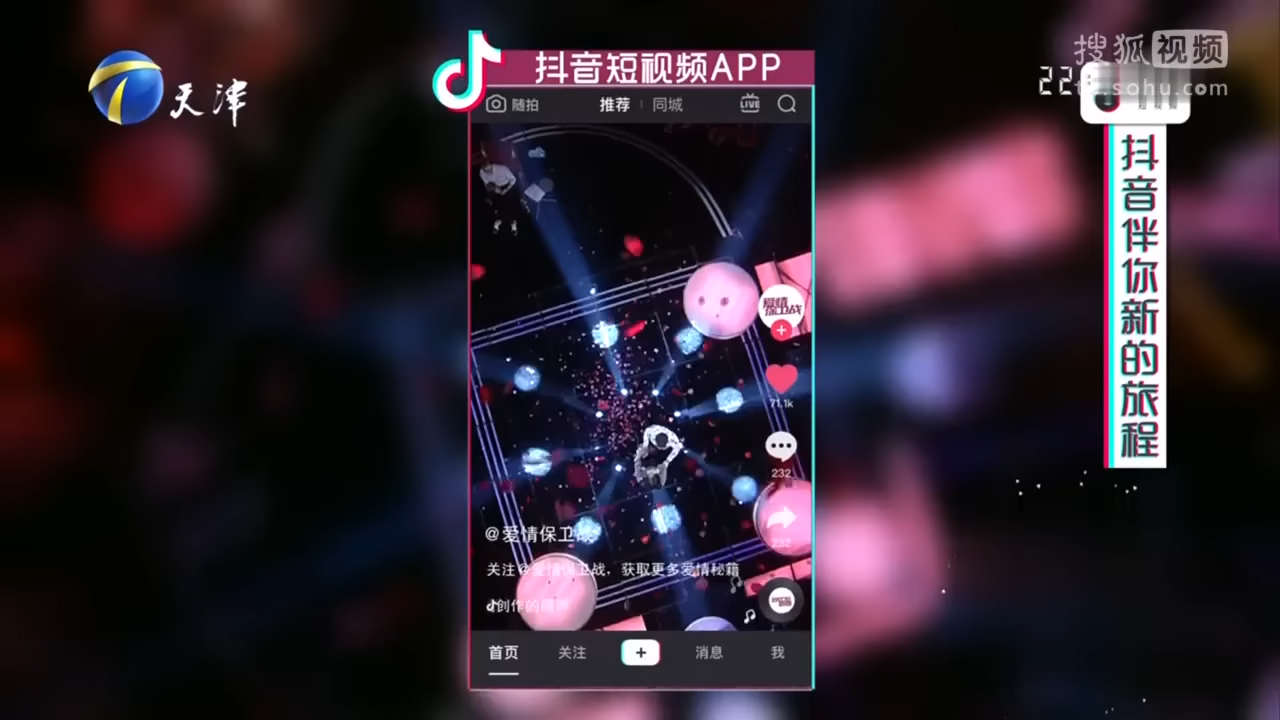 抖音短视频APP
搜狐视频
tv.sohu.com
天津
22
随拍
推荐
同城
LIVE
抖音伴你新的旅程
爱情保卫战
71.1k
232
232
@爱情保卫战
关注@爱情保卫战，获取更多爱情秘籍
创作的
首页
关注
消息
我